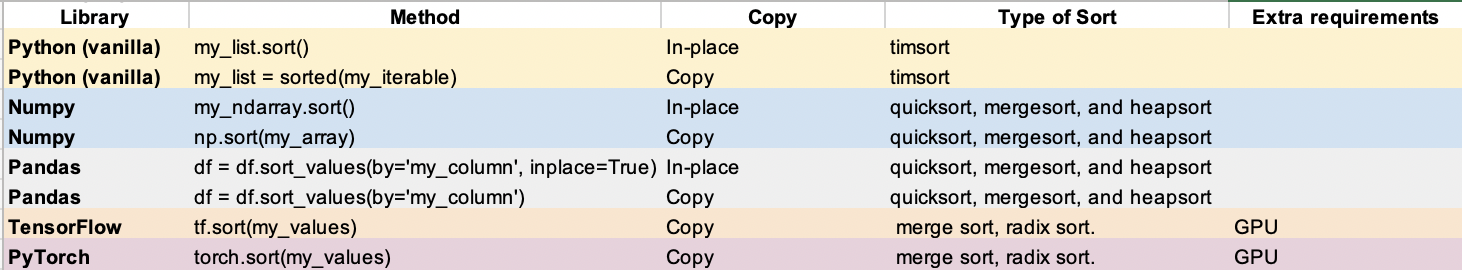 Library Method Copy Type of Sort Extra requirements
Python (vanilla) my_list.sort() In-place timsort
Python (vanilla) my_list = sorted(my_iterable) Copy timsort
Numpy my_ndarray.sort() In-place quicksort, mergesort, and heapsort
Numpy np.sort(my_array) Copy quicksort, mergesort, and heapsort
Pandas df = df.sort_values(by='my_column', inplace=True) In-place quicksort, mergesort, and heapsort
Pandas df = df.sort_values(by='my_column') Copy quicksort, mergesort, and heapsort
TensorFlow tf.sort(my_values) Copy merge sort, radix sort. GPU
PyTorch torch.sort(my_values) Copy merge sort, radix sort. GPU